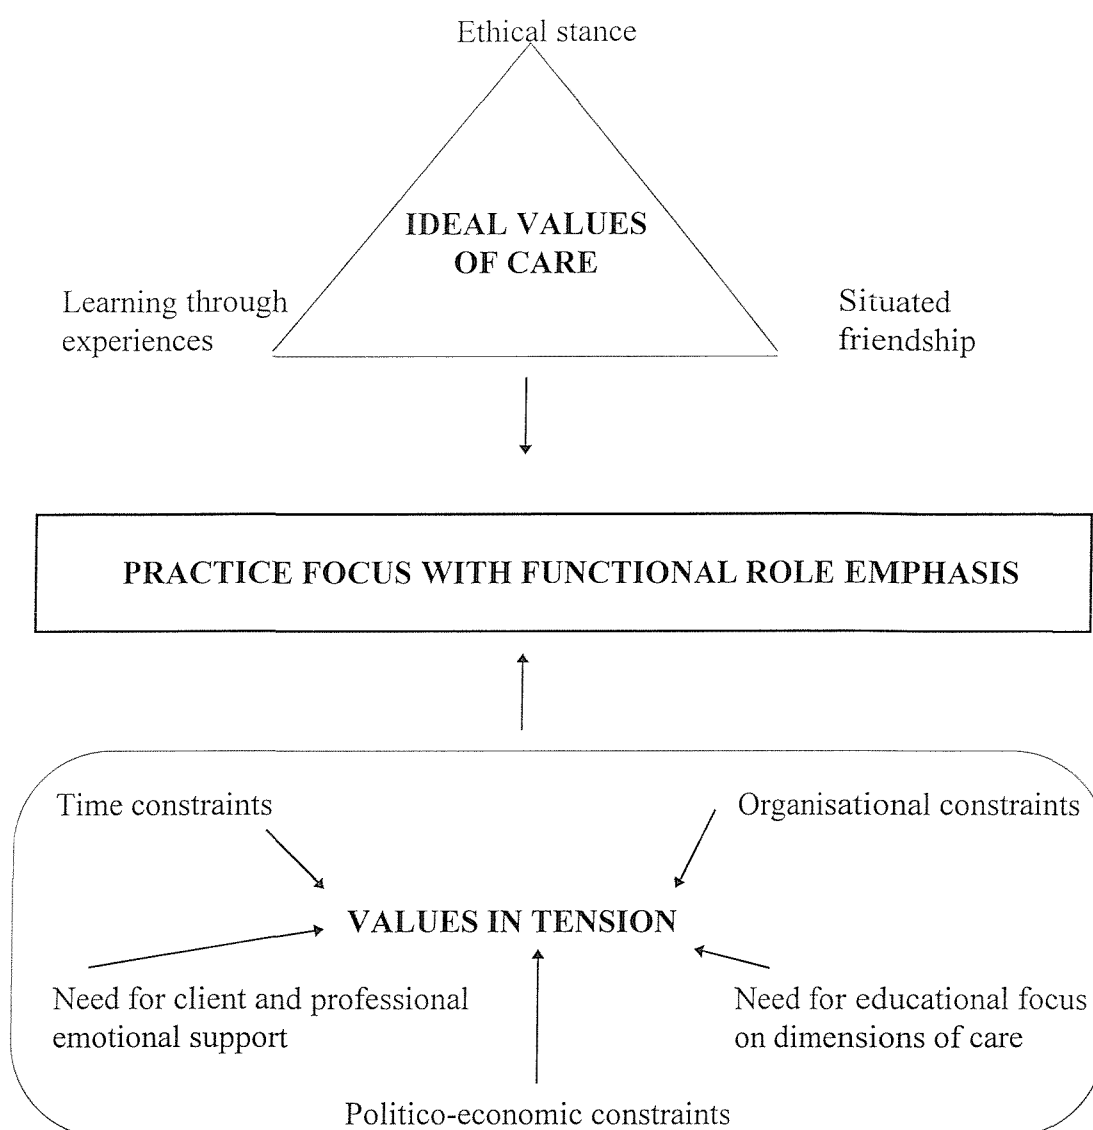 Ethical stance
IDEAL VALUES
OF CARE
Learning through
experiences
Situated
friendship
PRACTICE FOCUS WITH FUNCTIONAL ROLE EMPHASIS
Time constraints
Organisational constraints
VALUES IN TENSION
Need for client and professional
emotional support
Need for educational focus
on dimensions of care
Politico-economic constraints